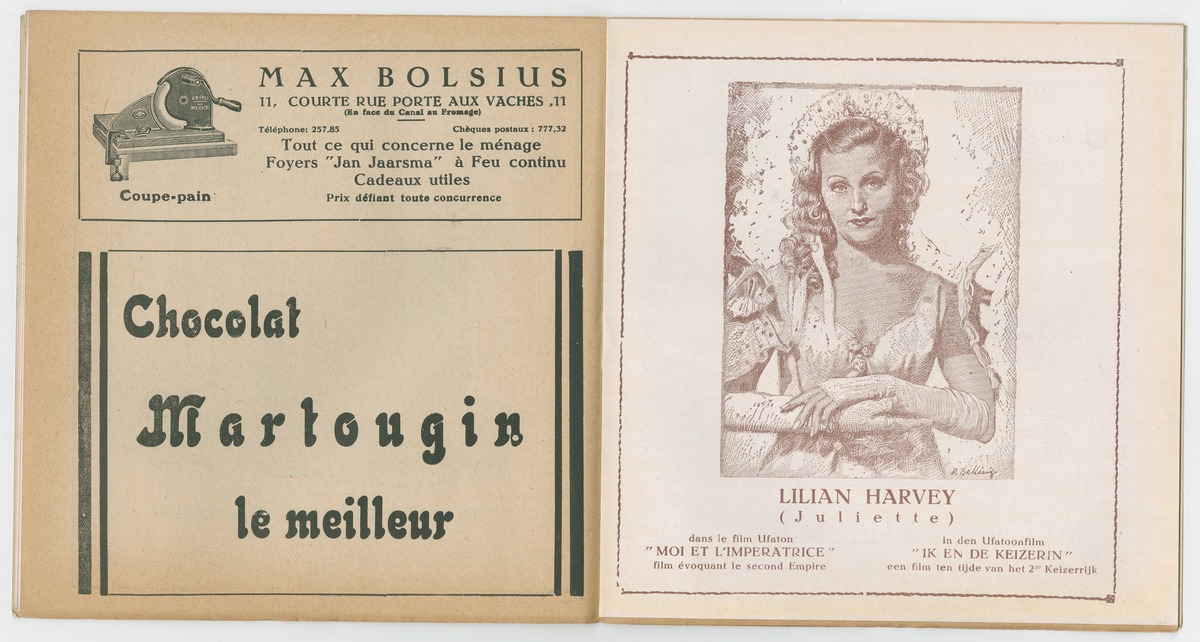 MAX BOLSIUS
11, COURTE RUE PORTE AUX VACHES ,11
(En face du Canal au Fromage)
Téléphone: 257,85 Chèques postaux : 777,32
Tout ce qui concerne le ménage
Foyers "Jan Jaarsma" à Feu continu
Cadeaux utiles
Prix défiant toute concurrence
Coupe-pain
Chocolat
Martougin
le meilleur
LILIAN HARVEY
(Juliette)
dans le film Ufaton
"MOI ET L'IMPERATRICE"
film évoquant le second Empire
in den Ufatoonfilm
"IK EN DE KEIZERIN"
een film ten tijde van het 2de Keizerrijk